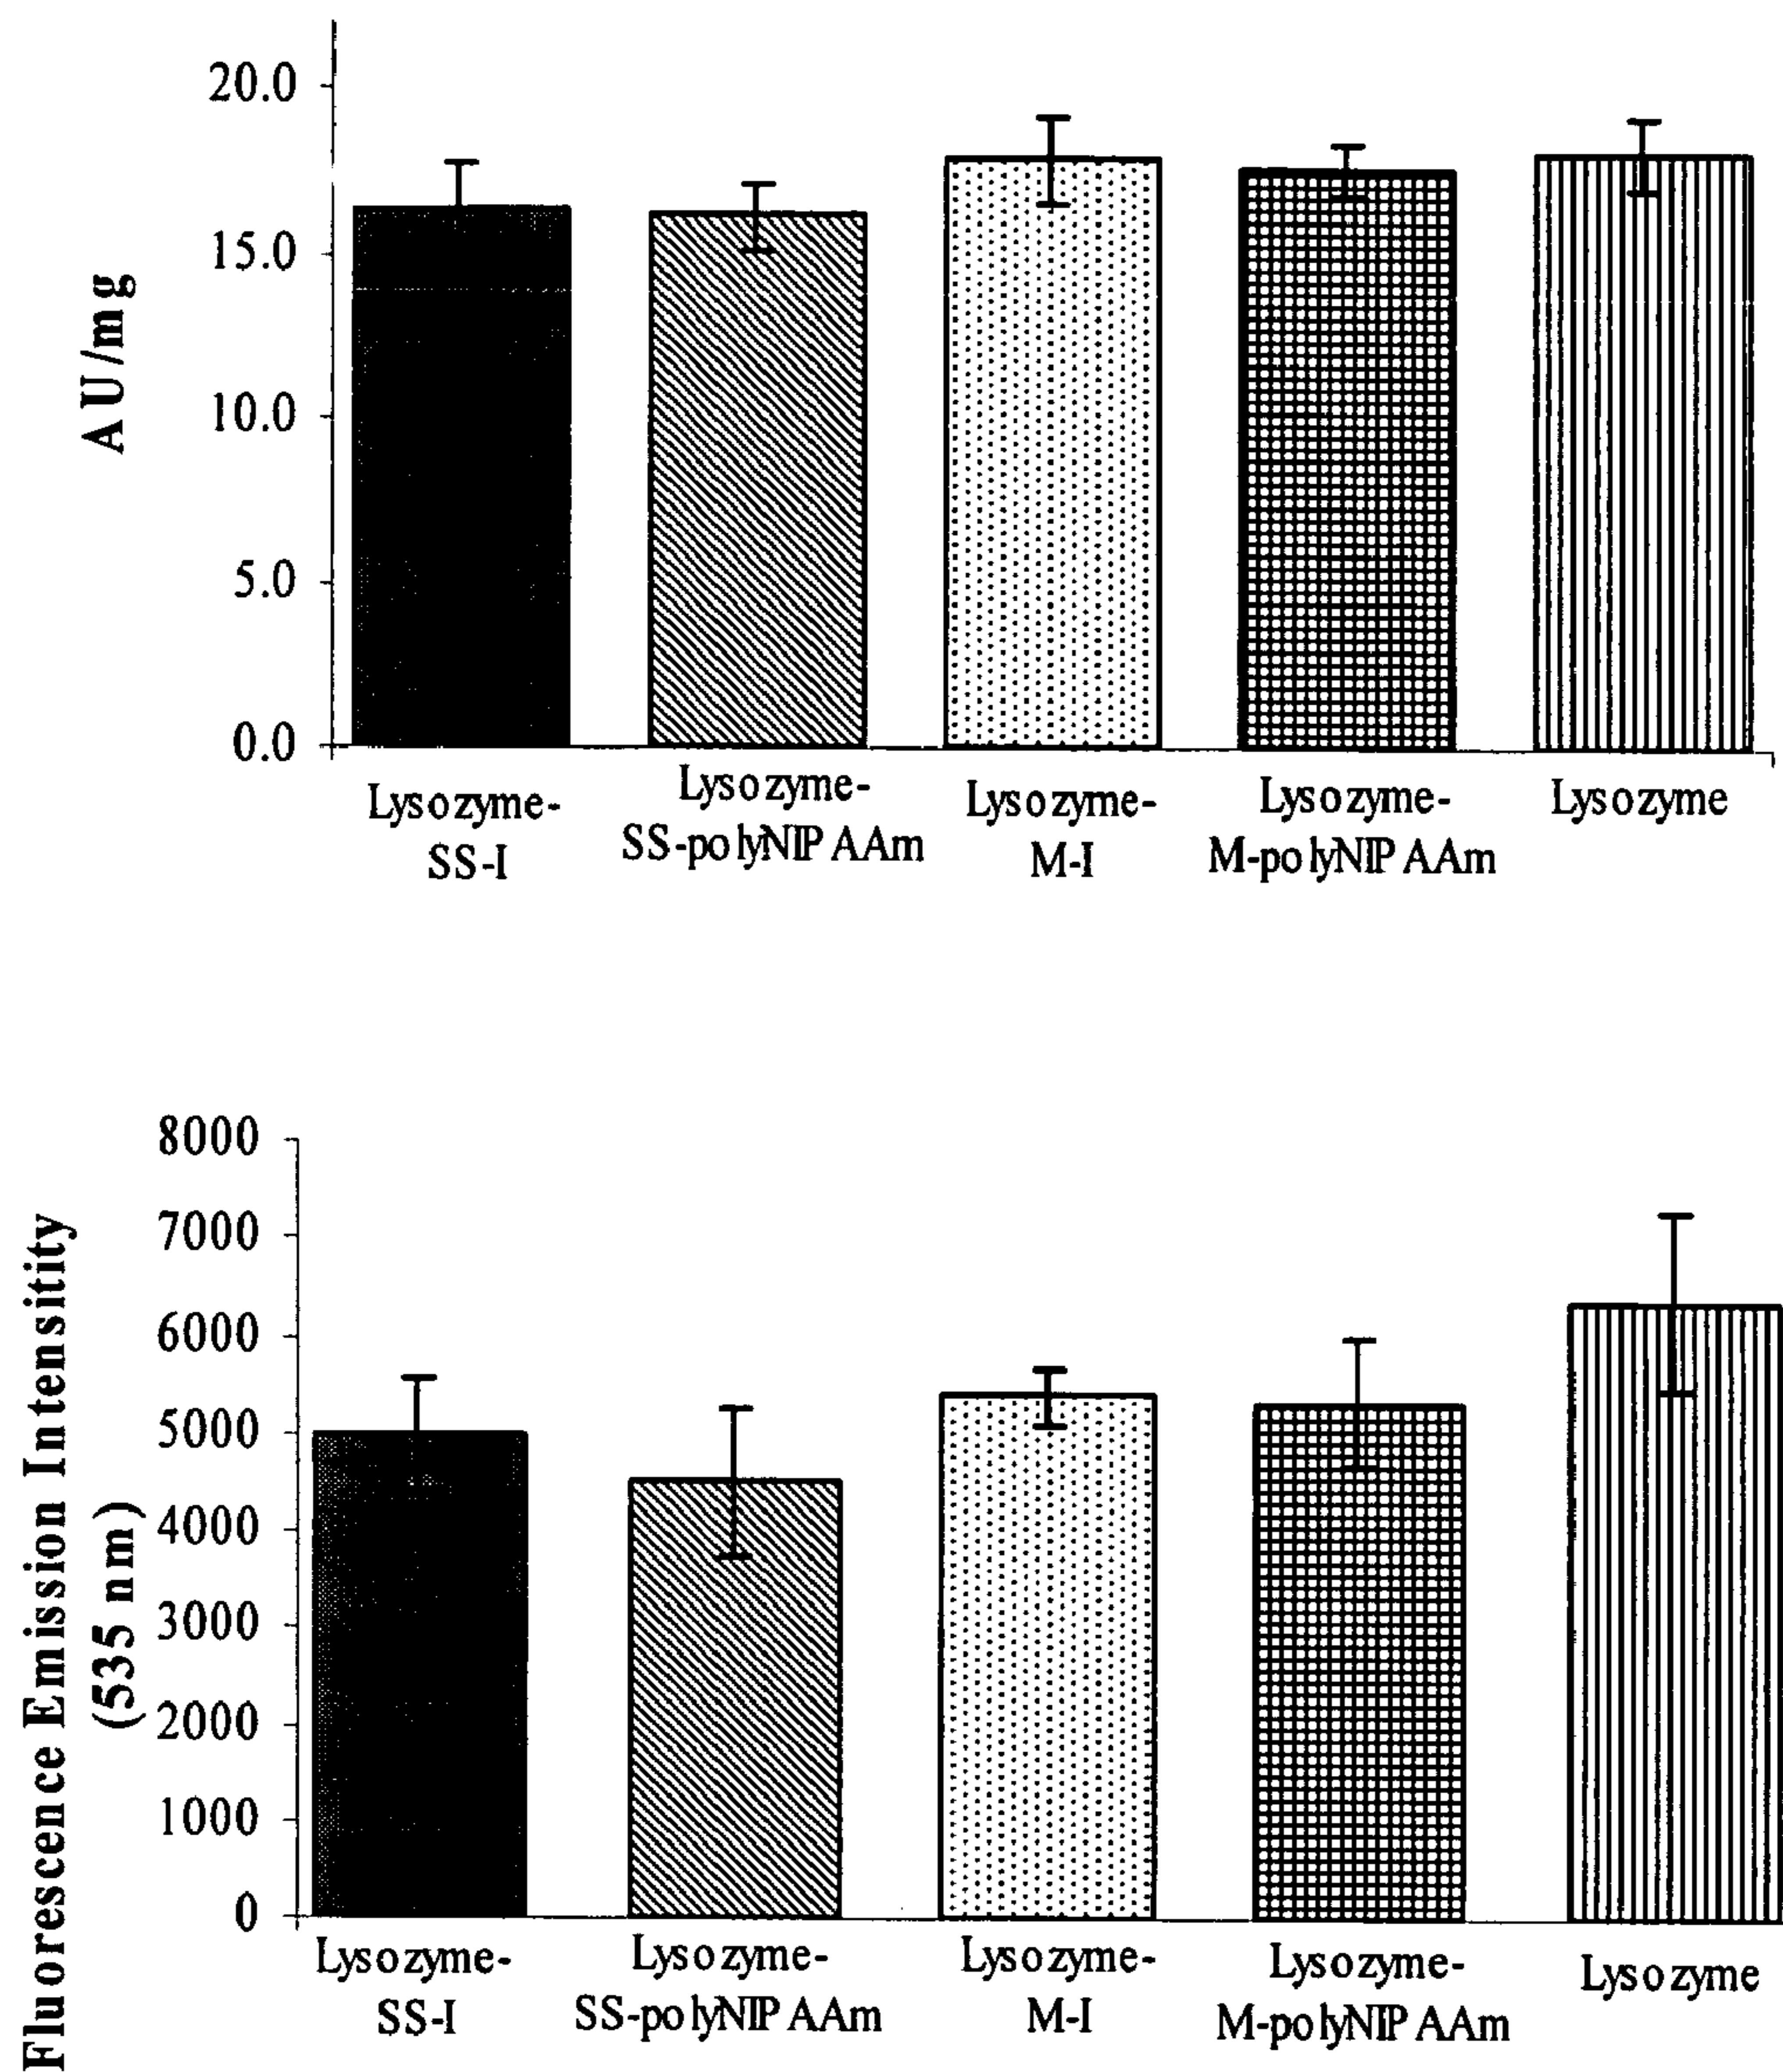 AU/mg
20.0
15.0
10.0
5.0
0.0
Lysozyme-
SS-I
Lysozyme-
SS-polyNIPAAm
Lysozyme-
M-I
Lysozyme-
M-polyNIPAAm
Lysozyme
Fluorescence Emission Intensitity
(535 nm)
8000
7000
6000
5000
4000
3000
2000
1000
0
Lysozyme-
SS-I
Lysozyme-
SS-polyNIPAAm
Lysozyme-
M-I
Lysozyme-
M-polyNIPAAm
Lysozyme